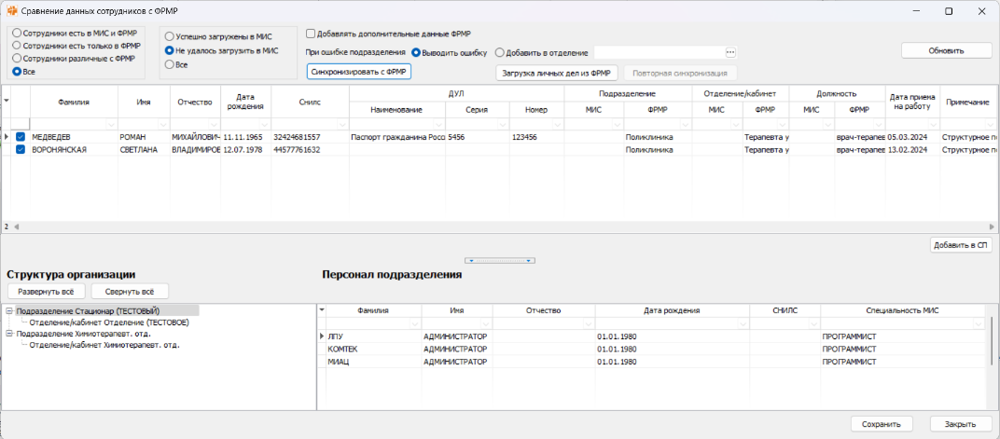 Сравнение данных сотрудников с ФРМР
Сотрудники есть в МИС и ФРМР
Сотрудники есть только в ФРМР
Сотрудники различные с ФРМР
Все
Успешно загружены в МИС
Не удалось загрузить в МИС
Все
Добавлять дополнительные данные ФРМР
При ошибке подразделения Выводить ошибку Добавить в отделение ...
Обновить
Синхронизировать с ФРМР Загрузка личных дел из ФРМР Повторная синхронизация
Фамилия Имя Отчество Дата рождения Снилс ДУЛ Подразделение Отделение/кабинет Должность Дата приема на работу Примечание
Наименование Серия Номер МИС ФРМР МИС ФРМР МИС ФРМР
МЕДВЕДЕВ РОМАН МИХАЙЛОВИЧ 11.11.1965 32424681557 Паспорт гражданина Росс 5456 123456 Поликлиника Терапевта у врач-терапев 05.03.2024 Структурное по
ВОРОНЯНСКАЯ СВЕТЛАНА ВЛАДИМИРОВ 12.07.1978 44577761632 Поликлиника Терапевта у врач-терапев 13.02.2024 Структурное по
2
Добавить в СП
Структура организации
Развернуть всё Свернуть всё
Подразделение Стационар (ТЕСТОВЫЙ)
Отделение/кабинет Отделение (ТЕСТОВОЕ)
Подразделение Химиотерапевт. отд.
Отделение/кабинет Химиотерапевт. отд.
Персонал подразделения
Фамилия Имя Отчество Дата рождения СНИЛС Специальность МИС
ЛПУ АДМИНИСТРАТОР 01.01.1980 ПРОГРАММИСТ
КОМТЕК АДМИНИСТРАТОР 01.01.1980 ПРОГРАММИСТ
МИАЦ АДМИНИСТРАТОР 01.01.1980 ПРОГРАММИСТ
Сохранить Закрыть